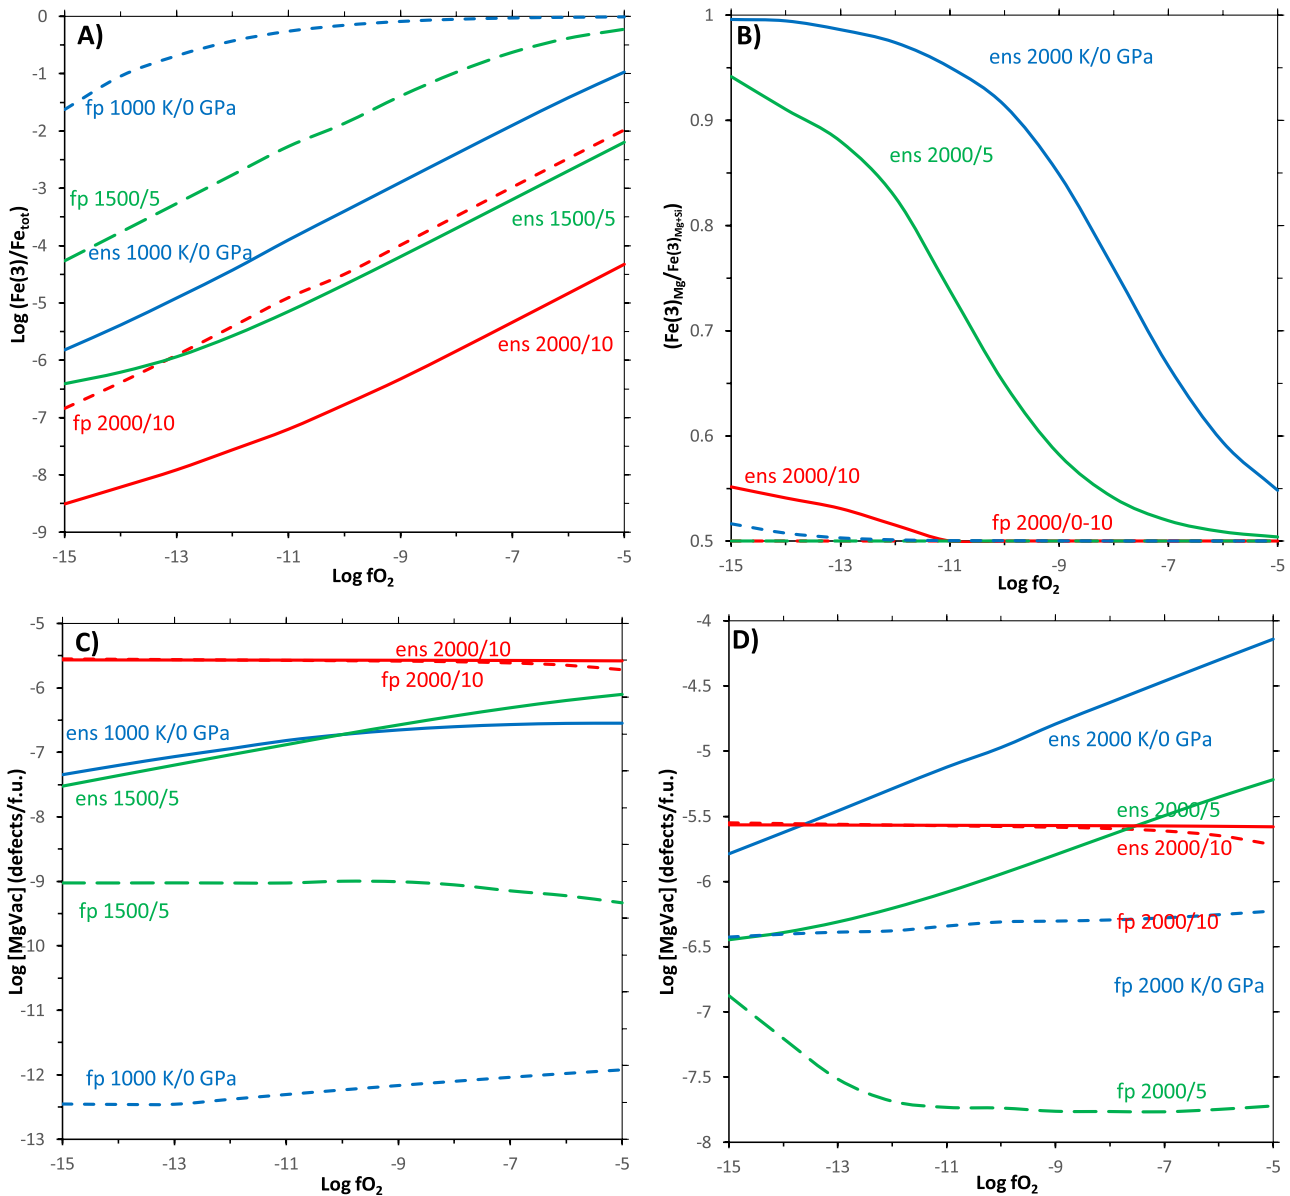 A)
0
-1
-2
-3
-4
-5
-6
-7
-8
-9
Log (Fe(3)/Fetot)
fp 1000 K/0 GPa
fp 1500/5
ens 1000 K/0 GPa
ens 1500/5
ens 2000/10
fp 2000/10
-15
-13
-11
-9
-7
-5
Log fO2
B)
1
0.9
0.8
0.7
0.6
0.5
(Fe(3)Mg/Fe(3)Mg+Si)
ens 2000 K/0 GPa
ens 2000/5
ens 2000/10
fp 2000/0-10
-15
-13
-11
-9
-7
-5
Log fO2
C)
-5
-6
-7
-8
-9
-10
-11
-12
-13
Log [MgVac] (defects/f.u.)
ens 2000/10
fp 2000/10
ens 1000 K/0 GPa
ens 1500/5
fp 1500/5
fp 1000 K/0 GPa
-15
-13
-11
-9
-7
-5
Log fO2
D)
-4
-4.5
-5
-5.5
-6
-6.5
-7
-7.5
-8
Log [MgVac] (defects/f.u.)
ens 2000 K/0 GPa
ens 2000/5
ens 2000/10
fp 2000/10
fp 2000 K/0 GPa
fp 2000/5
-15
-13
-11
-9
-7
-5
Log fO2